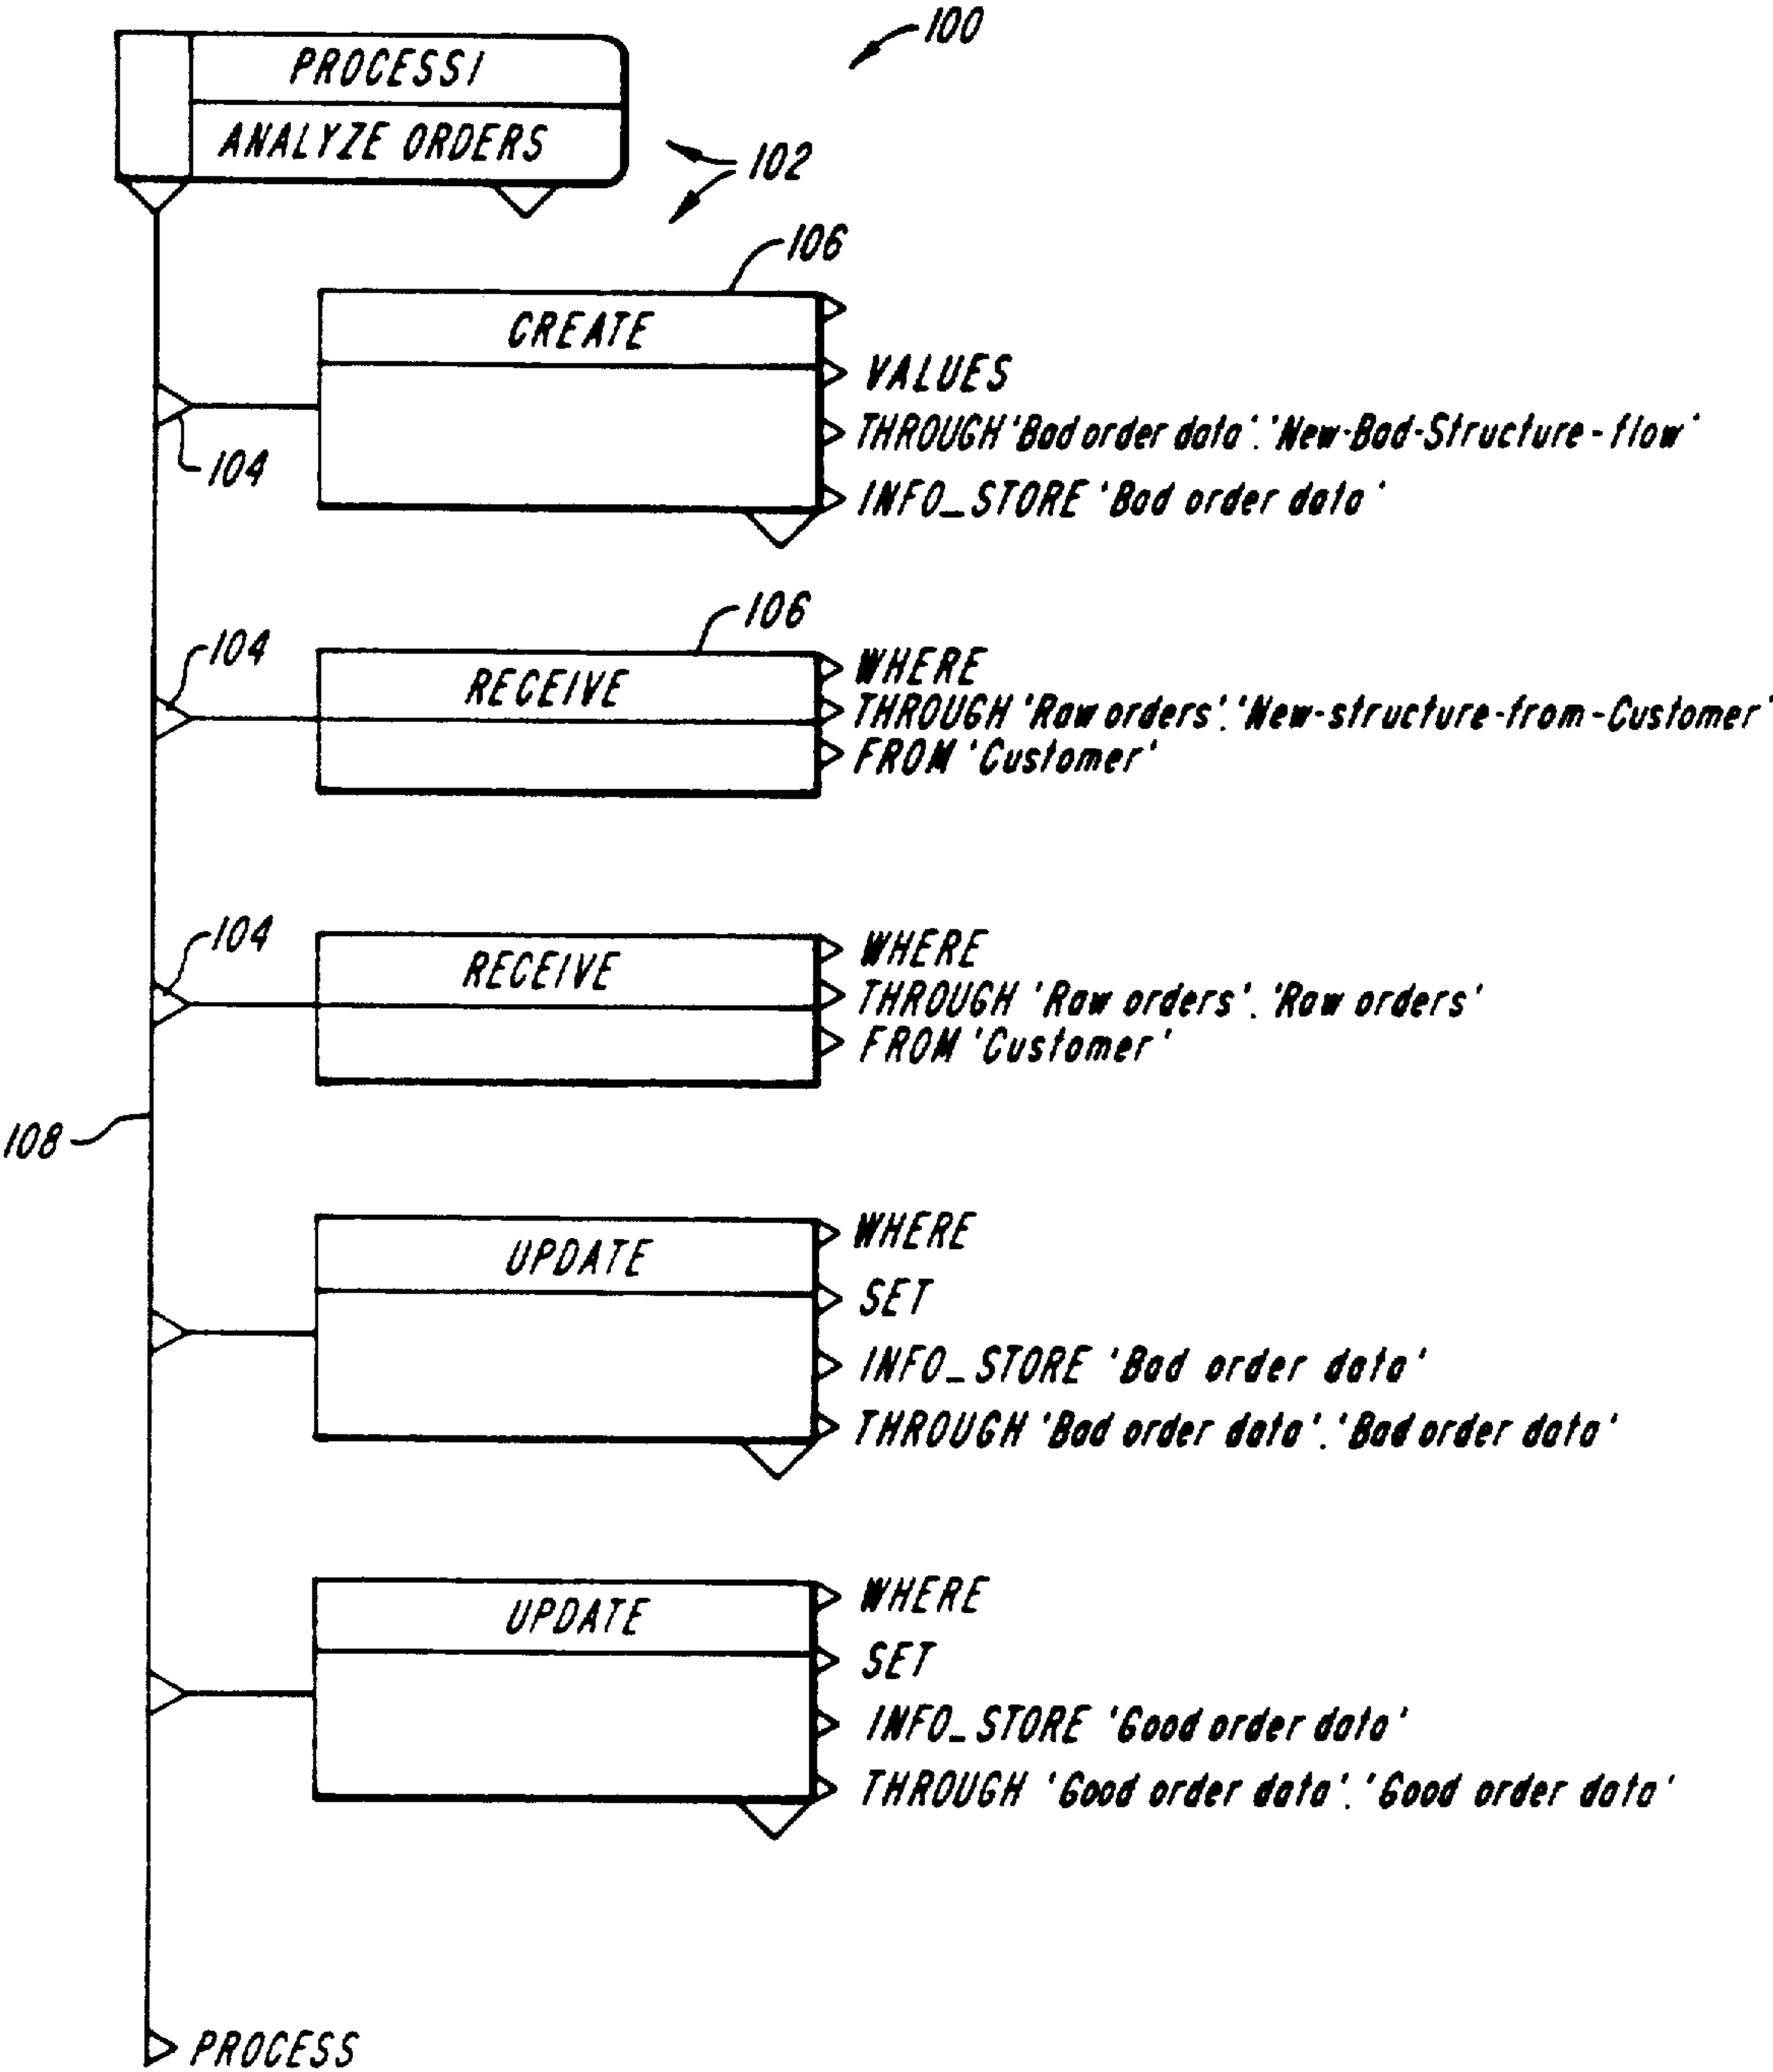 100
PROCESS1
ANALYZE ORDERS
102
106
CREATE
VALUES
THROUGH 'Bad order data'.'New-Bad-Structure-flow'
104
INFO_STORE 'Bad order data'
106
104
RECEIVE
WHERE
THROUGH 'Raw orders'.'New-structure-from-Customer'
FROM 'Customer'
104
RECEIVE
WHERE
THROUGH 'Raw orders'.'Raw orders'
FROM 'Customer'
108
UPDATE
WHERE
SET
INFO_STORE 'Bad order data'
THROUGH 'Bad order data'.'Bad order data'
UPDATE
WHERE
SET
INFO_STORE 'Good order data'
THROUGH 'Good order data'.'Good order data'
PROCESS